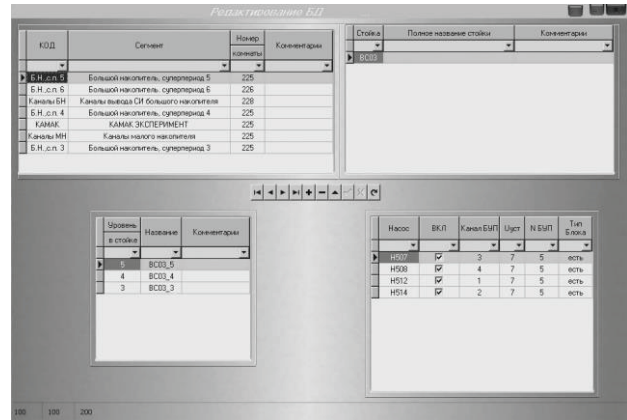 Редактирование БД
КОД Сегмент Номер комнаты Комментарии
Б.Н.,с.п. 5 Большой накопитель, суперпериод 5 225
Б.Н.,с.п. 6 Большой накопитель, суперпериод 6 226
Каналы БН Каналы вывода СИ большого накопителя 228
Б.Н.,с.п. 4 Большой накопитель, суперпериод 4 225
КАМАК КАМАК ЭКСПЕРИМЕНТ 225
Каналы МН Каналы малого накопителя 225
Б.Н.,с.п. 3 Большой накопитель, суперпериод 3 225
Стойка Полное название стойки Комментарии
ВС03
Уровень в стойке Название Комментарии
5 ВС03_5
4 ВС03_4
3 ВС03_3
Насос ВКЛ Канал БУП Uуст N БУП Тип Блока
Н507 3 7 5 есть
Н508 4 7 5 есть
Н512 1 7 5 есть
Н514 2 7 5 есть
100 100 200